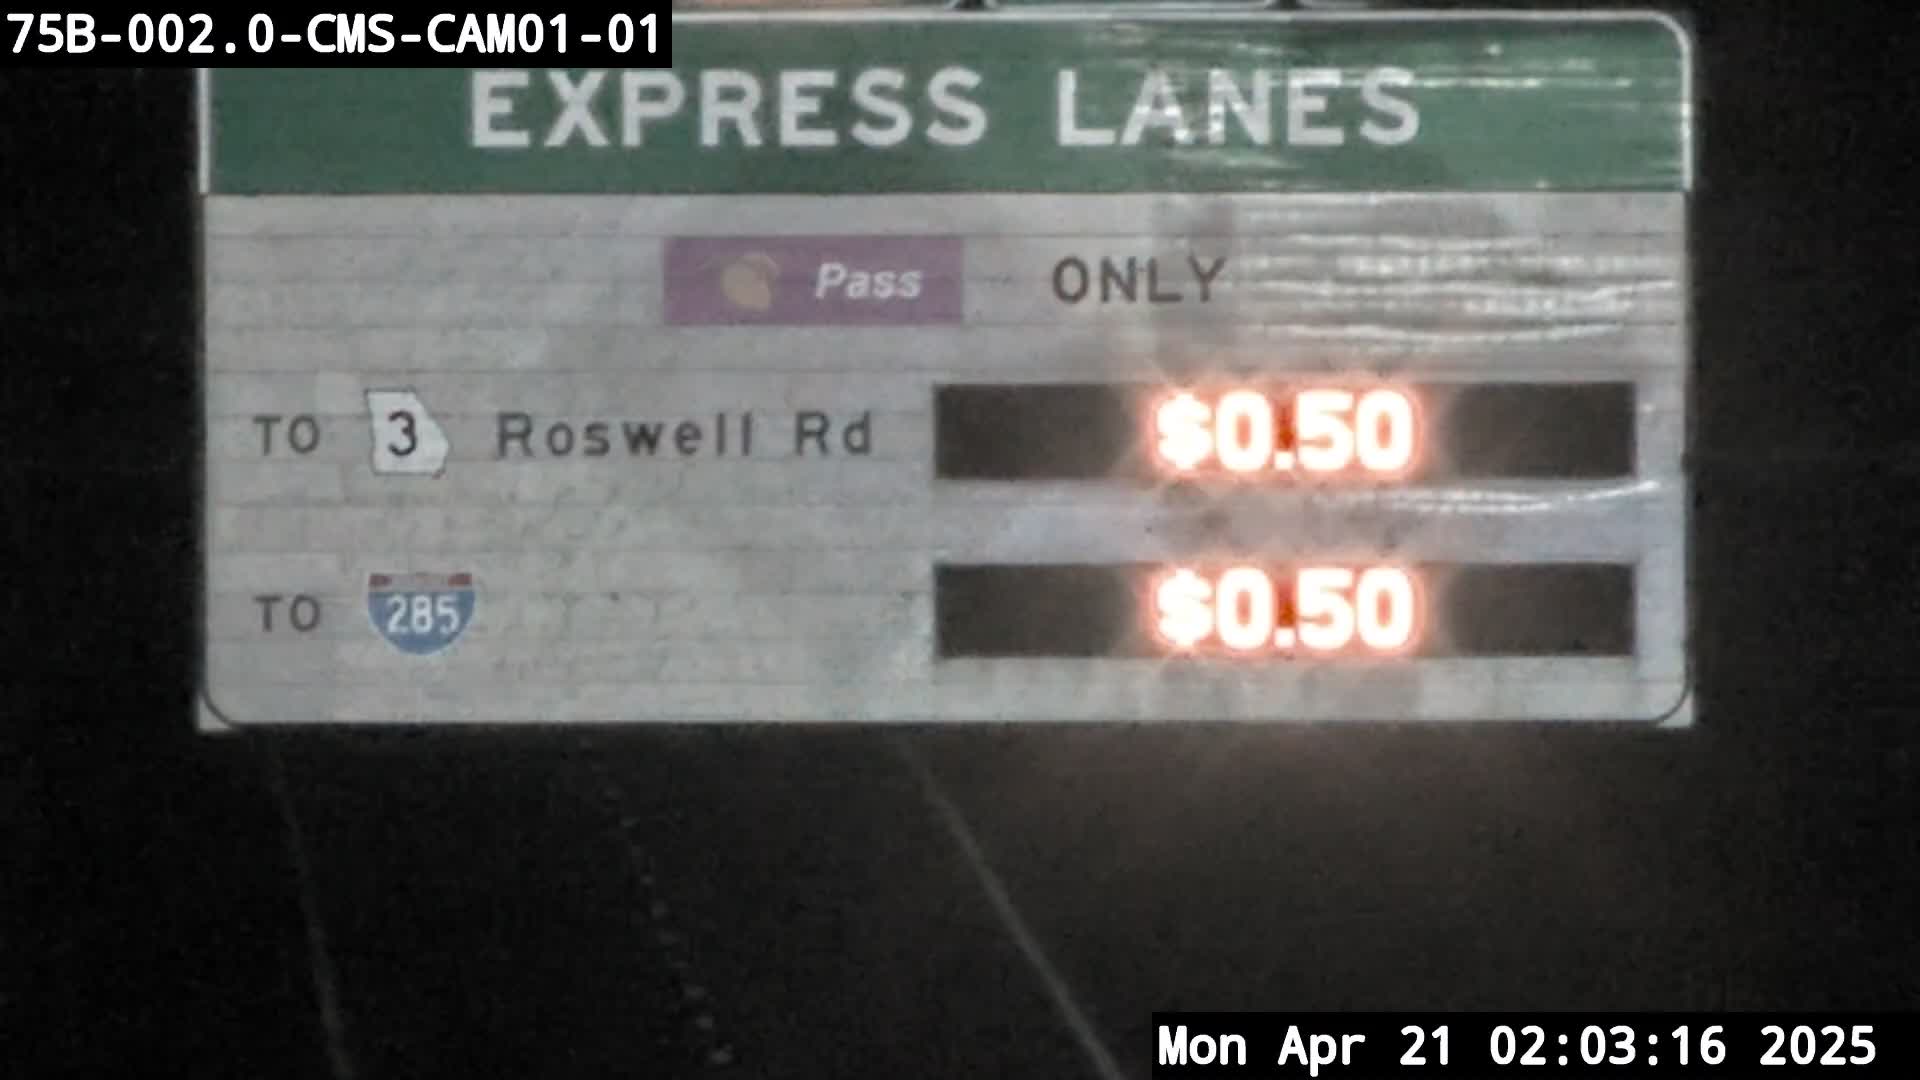 75B-002.0-CMS-CAM01-01
EXPRESS LANES
Pass ONLY
TO 3 Roswell Rd $0.50
TO 285 $0.50
Mon Apr 21 02:03:16 2025